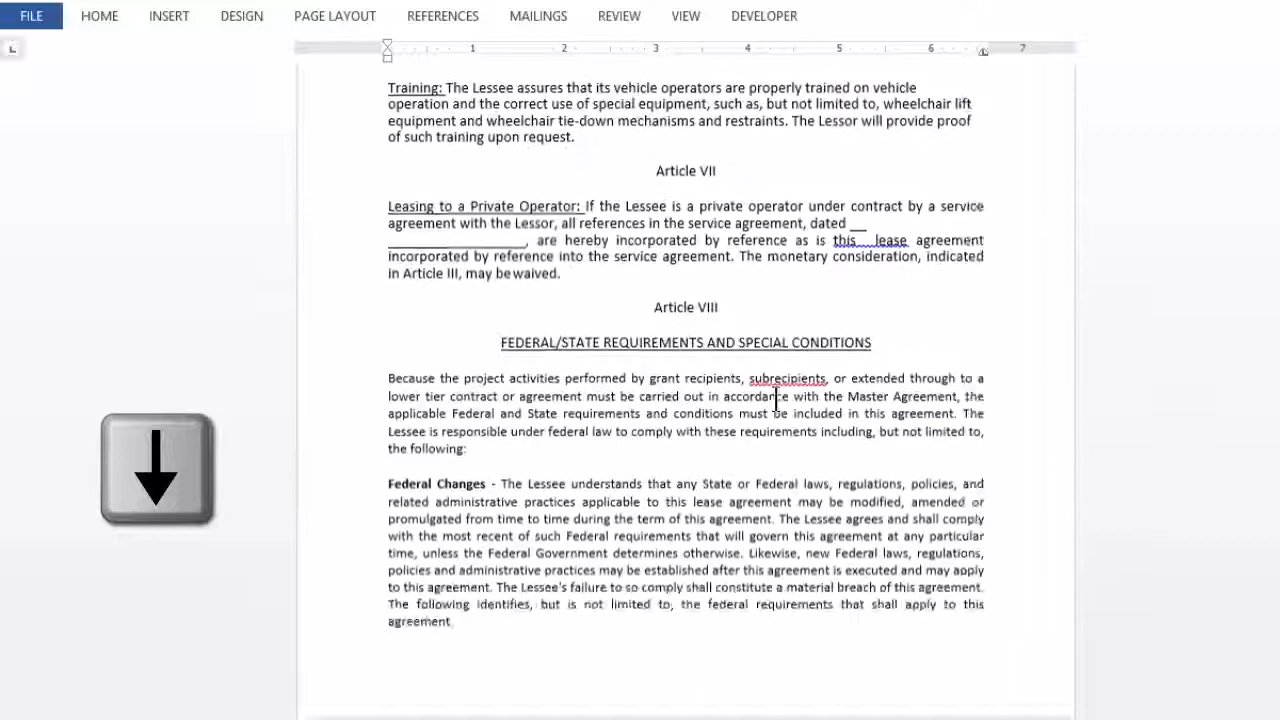 FILE HOME INSERT DESIGN PAGE LAYOUT REFERENCES MAILINGS REVIEW VIEW DEVELOPER
1 2 3 4 5 6 7
Training: The Lessee assures that its vehicle operators are properly trained on vehicle
operation and the correct use of special equipment, such as, but not limited to, wheelchair lift
equipment and wheelchair tie-down mechanisms and restraints. The Lessor will provide proof
of such training upon request.
Article VII
Leasing to a Private Operator: If the Lessee is a private operator under contract by a service
agreement with the Lessor, all references in the service agreement, dated __
____________________, are hereby incorporated by reference as is this lease agreement
incorporated by reference into the service agreement. The monetary consideration, indicated
in Article III, may be waived.
Article VIII
FEDERAL/STATE REQUIREMENTS AND SPECIAL CONDITIONS
Because the project activities performed by grant recipients, subrecipients, or extended through to a
lower tier contract or agreement must be carried out in accordance with the Master Agreement, the
applicable Federal and State requirements and conditions must be included in this agreement. The
Lessee is responsible under federal law to comply with these requirements including, but not limited to,
the following:
Federal Changes - The Lessee understands that any State or Federal laws, regulations, policies, and
related administrative practices applicable to this lease agreement may be modified, amended or
promulgated from time to time during the term of this agreement. The Lessee agrees and shall comply
with the most recent of such Federal requirements that will govern this agreement at any particular
time, unless the Federal Government determines otherwise. Likewise, new Federal laws, regulations,
policies and administrative practices may be established after this agreement is executed and may apply
to this agreement. The Lessee's failure to so comply shall constitute a material breach of this agreement.
The following identifies, but is not limited to, the federal requirements that shall apply to this
agreement.